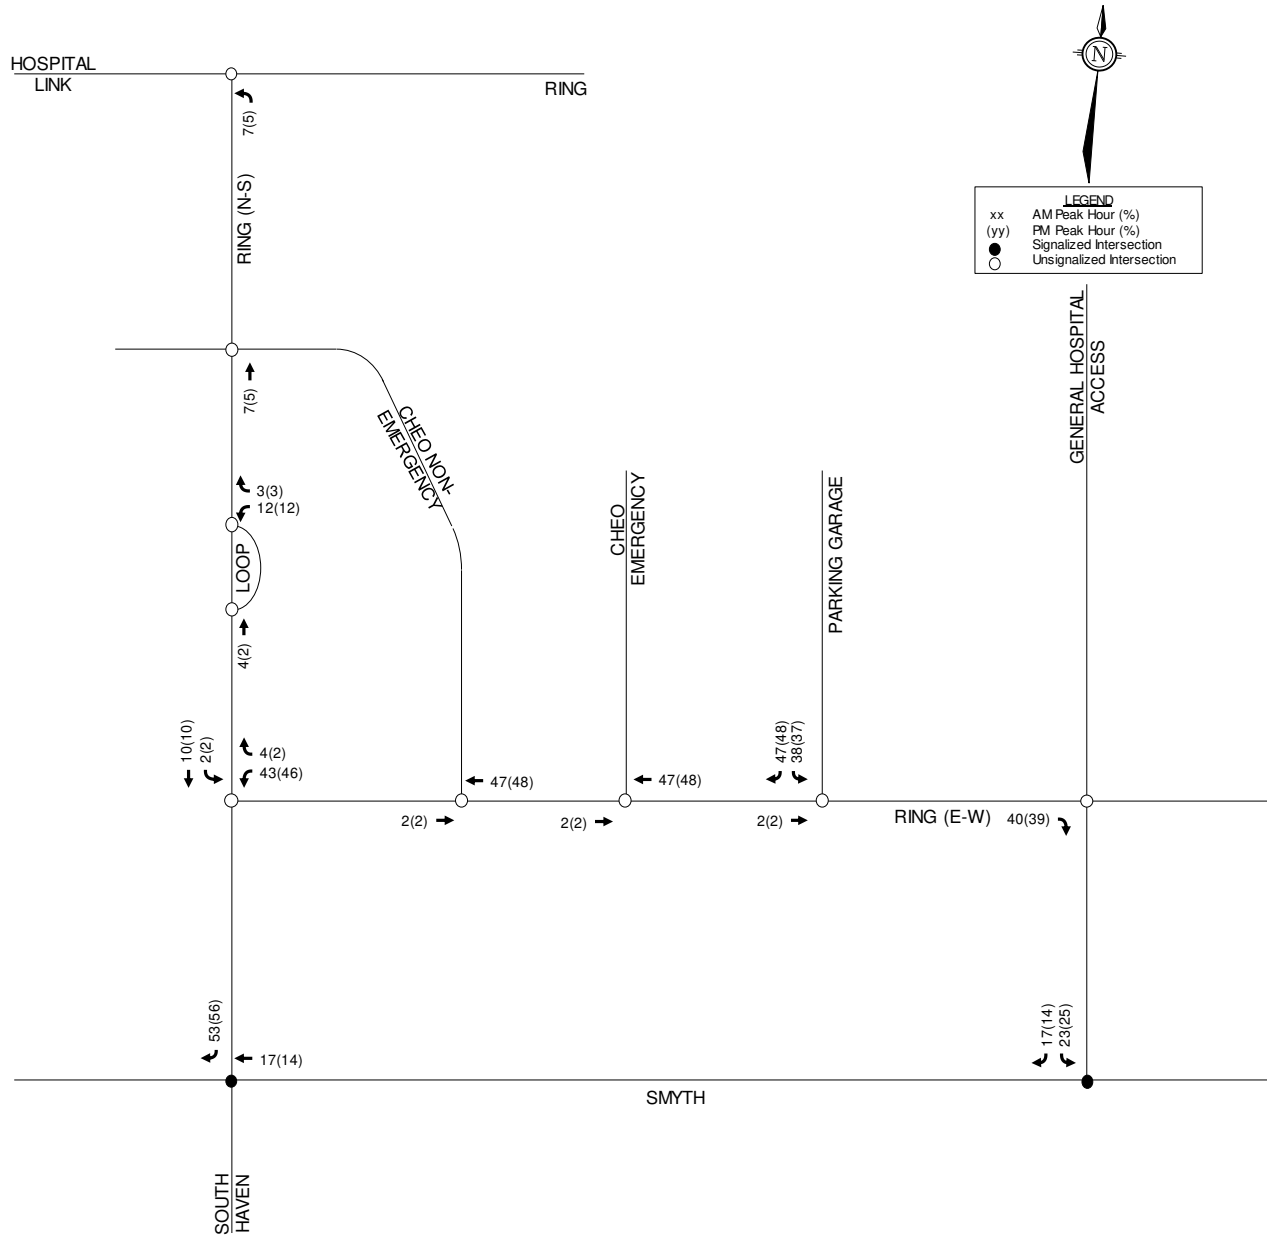 HOSPITAL
LINK
RING
7(5)
N
RING (N-S)
LEGEND
xx AM Peak Hour (%)
(yy) PM Peak Hour (%)
Signalized Intersection
Unsignalized Intersection
7(5)
GENERAL HOSPITAL
ACCESS
CHEO NON-
EMERGENCY
3(3)
12(12)
LOOP
CHEO
EMERGENCY
PARKING GARAGE
4(2)
10(10)
2(2)
4(2)
43(46)
47(48)
47(48)
47(48)
38(37)
2(2)
2(2)
2(2)
RING (E-W)
40(39)
53(56)
17(14)
17(14)
23(25)
SMYTH
SOUTH
HAVEN